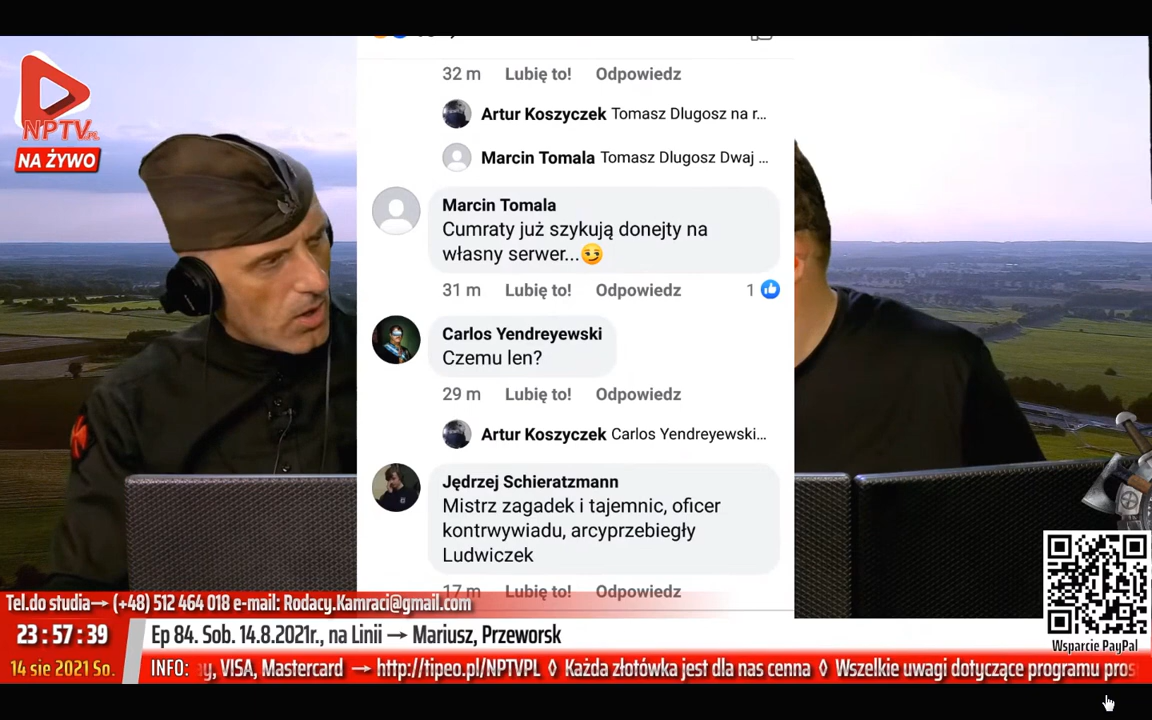 32 m Lubię to! Odpowiedz
Artur Koszyczek Tomasz Dlugosz na r...
Marcin Tomala Tomasz Dlugosz Dwaj ...
Marcin Tomala
Cumraty już szykują donejty na
własny serwer...😏
31 m Lubię to! Odpowiedz 1
Carlos Yendreyewski
Czemu len?
29 m Lubię to! Odpowiedz
Artur Koszyczek Carlos Yendreyewski...
Jędrzej Schieratzmann
Mistrz zagadek i tajemnic, oficer
kontrwywiadu, arcyprzebiegły
Ludwiczek
17 m Lubię to! Odpowiedz
NPTV.PL
NA ŻYWO
Wsparcie PayPal
Tel.do studia→ (+48) 512 464 018 e-mail: Rodacy.Kamraci@gmail.com
23:57:39 Ep 84. Sob. 14.8.2021r., na Linii → Mariusz, Przeworsk
14 sie 2021 So. INFO: y, VISA, Mastercard → http://tipeo.pl/NPTVPL ◊ Każda złotówka jest dla nas cenna ◊ Wszelkie uwagi dotyczące programu pros